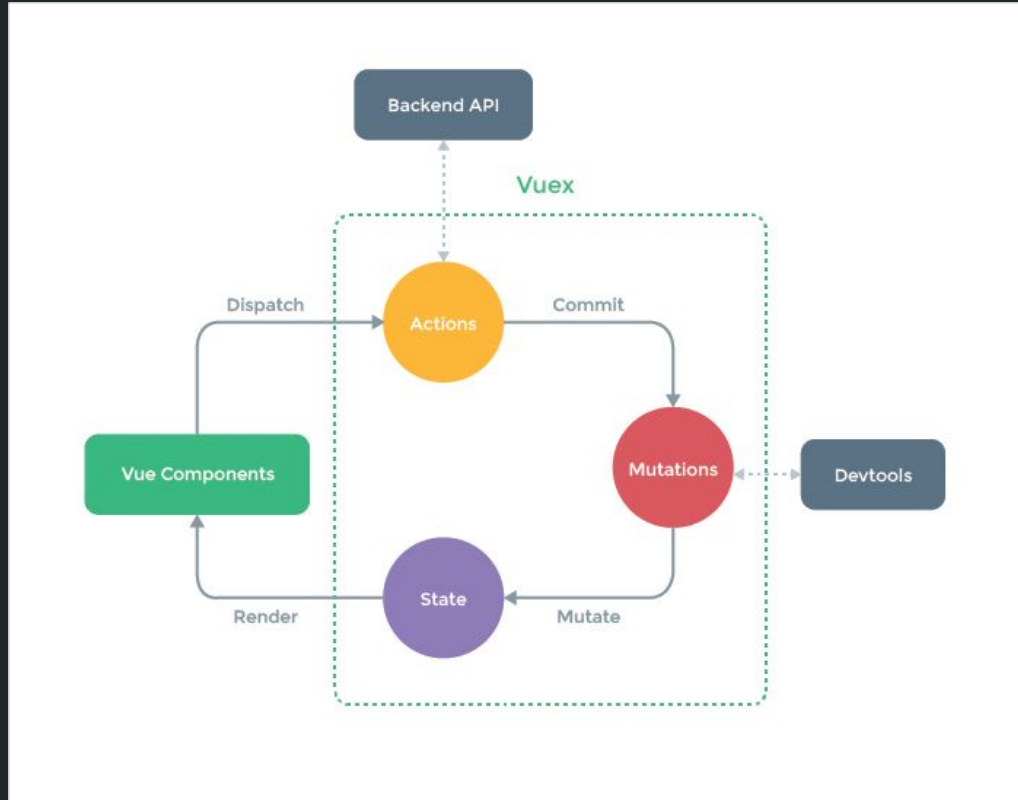 Backend API
Vuex
Dispatch
Commit
Actions
Vue Components
Mutations
Devtools
State
Render
Mutate